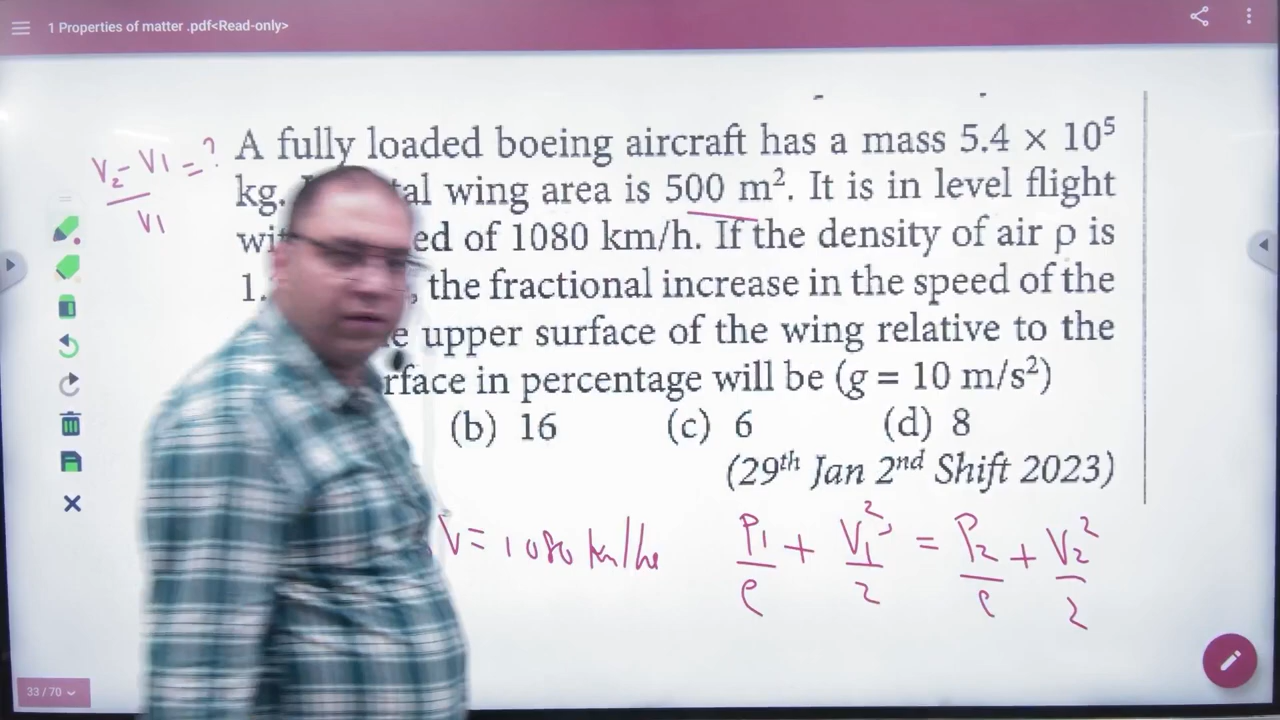 1 Properties of matter .pdf<Read-only>
V₂ - V1 = ?
V1
A fully loaded boeing aircraft has a mass 5.4 × 10⁵
kg. wing area is 500 m². It is in level flight
of 1080 km/h. If the density of air ρ is
1. , the fractional increase in the speed of the
upper surface of the wing relative to the
in percentage will be (g = 10 m/s²)
(b) 16 (c) 6 (d) 8
(29th Jan 2nd Shift 2023)
V = 1080 km/hr
P1 + V1² = P2 + V2²
ρ 2 ρ 2
33 / 70